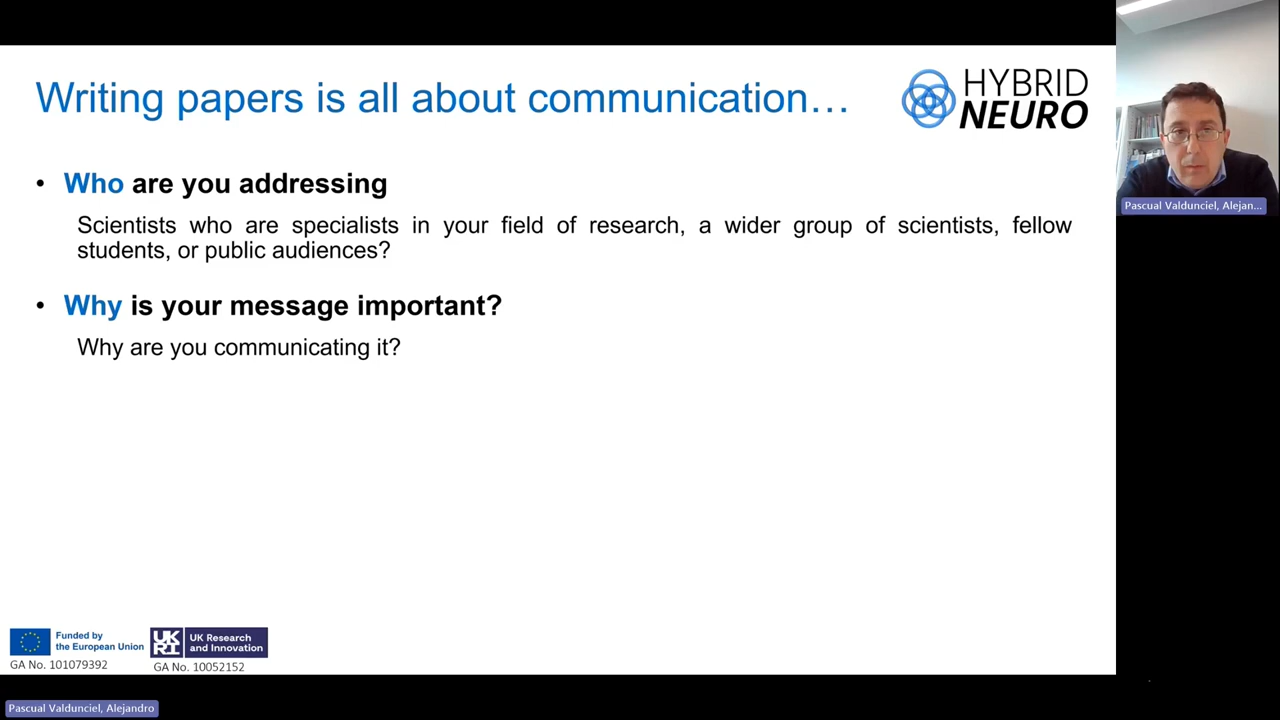 Writing papers is all about communication…
HYBRID
NEURO
• Who are you addressing
Scientists who are specialists in your field of research, a wider group of scientists, fellow
students, or public audiences?
• Why is your message important?
Why are you communicating it?
Pascual Valdunciel, Alejan...
Funded by
the European Union
GA No. 101079392
UK
RI
UK Research
and Innovation
GA No. 10052152
Pascual Valdunciel, Alejandro